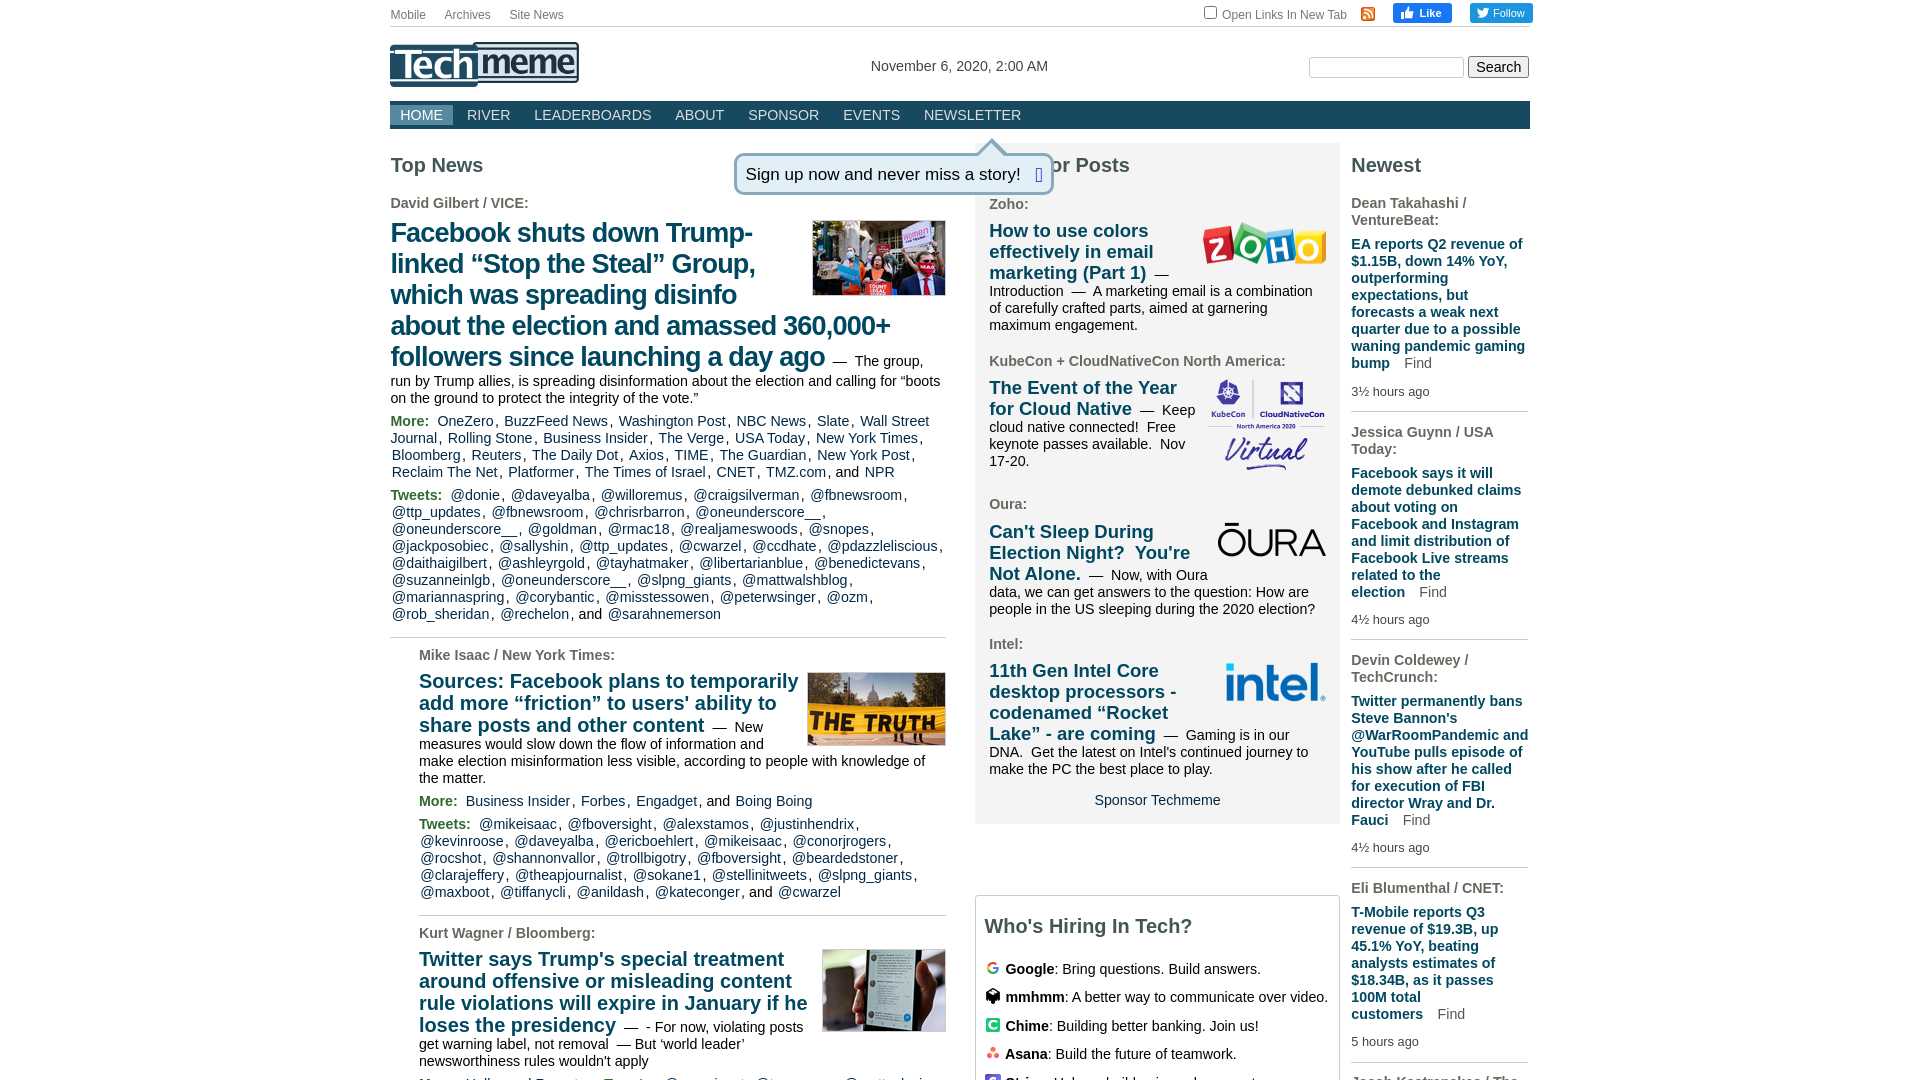 Mobile Archives Site News
Open Links In New Tab
Like
Follow
Techmeme
November 6, 2020, 2:00 AM
Search
HOME RIVER LEADERBOARDS ABOUT SPONSOR EVENTS NEWSLETTER
Sign up now and never miss a story!
Top News
David Gilbert / VICE:
Facebook shuts down Trump-
linked “Stop the Steal” Group,
which was spreading disinfo
about the election and amassed 360,000+
followers since launching a day ago — The group,
run by Trump allies, is spreading disinformation about the election and calling for “boots
on the ground to protect the integrity of the vote.”
More: OneZero, BuzzFeed News, Washington Post, NBC News, Slate, Wall Street
Journal, Rolling Stone, Business Insider, The Verge, USA Today, New York Times,
Bloomberg, Reuters, The Daily Dot, Axios, TIME, The Guardian, New York Post,
Reclaim The Net, Platformer, The Times of Israel, CNET, TMZ.com, and NPR
Tweets: @donie, @daveyalba, @willoremus, @craigsilverman, @fbnewsroom,
@ttp_updates, @fbnewsroom, @chrisrbarron, @oneunderscore__,
@oneunderscore__, @goldman, @rmac18, @realjameswoods, @snopes,
@jackposobiec, @sallyshin, @ttp_updates, @cwarzel, @ccdhate, @pdazzleliscious,
@daithaigilbert, @ashleyrgold, @tayhatmaker, @libertarianblue, @benedictevans,
@suzanneinlgb, @oneunderscore__, @slpng_giants, @mattwalshblog,
@mariannaspring, @corybantic, @misstessowen, @peterwsinger, @ozm,
@rob_sheridan, @rechelon, and @sarahnemerson
Mike Isaac / New York Times:
Sources: Facebook plans to temporarily
add more “friction” to users' ability to
share posts and other content — New
measures would slow down the flow of information and
make election misinformation less visible, according to people with knowledge of
the matter.
THE TRUTH
More: Business Insider, Forbes, Engadget, and Boing Boing
Tweets: @mikeisaac, @fboversight, @alexstamos, @justinhendrix,
@kevinroose, @daveyalba, @ericboehlert, @mikeisaac, @conorjrogers,
@rocshot, @shannonvallor, @trollbigotry, @fboversight, @beardedstoner,
@clarajeffery, @theapjournalist, @sokane1, @stellinitweets, @slpng_giants,
@maxboot, @tiffanycli, @anildash, @kateconger, and @cwarzel
Kurt Wagner / Bloomberg:
Twitter says Trump's special treatment
around offensive or misleading content
rule violations will expire in January if he
loses the presidency — - For now, violating posts
get warning label, not removal — But ‘world leader’
newsworthiness rules wouldn't apply
or Posts
Zoho:
How to use colors
effectively in email
marketing (Part 1) —
Introduction — A marketing email is a combination
of carefully crafted parts, aimed at garnering
maximum engagement.
ZOHO
KubeCon + CloudNativeCon North America:
The Event of the Year
for Cloud Native — Keep
cloud native connected! Free
keynote passes available. Nov
17-20.
KubeCon CloudNativeCon
North America 2020
Virtual
Oura:
Can't Sleep During
Election Night? You're
Not Alone. — Now, with Oura
data, we can get answers to the question: How are
people in the US sleeping during the 2020 election?
ŌURA
Intel:
11th Gen Intel Core
desktop processors -
codenamed “Rocket
Lake” - are coming — Gaming is in our
DNA. Get the latest on Intel's continued journey to
make the PC the best place to play.
intel
Sponsor Techmeme
Who's Hiring In Tech?
Google: Bring questions. Build answers.
mmhmm: A better way to communicate over video.
Chime: Building better banking. Join us!
Asana: Build the future of teamwork.
Newest
Dean Takahashi /
VentureBeat:
EA reports Q2 revenue of
$1.15B, down 14% YoY,
outperforming
expectations, but
forecasts a weak next
quarter due to a possible
waning pandemic gaming
bump Find
3½ hours ago
Jessica Guynn / USA
Today:
Facebook says it will
demote debunked claims
about voting on
Facebook and Instagram
and limit distribution of
Facebook Live streams
related to the
election Find
4½ hours ago
Devin Coldewey /
TechCrunch:
Twitter permanently bans
Steve Bannon's
@WarRoomPandemic and
YouTube pulls episode of
his show after he called
for execution of FBI
director Wray and Dr.
Fauci Find
4½ hours ago
Eli Blumenthal / CNET:
T-Mobile reports Q3
revenue of $19.3B, up
45.1% YoY, beating
analysts estimates of
$18.34B, as it passes
100M total
customers Find
5 hours ago